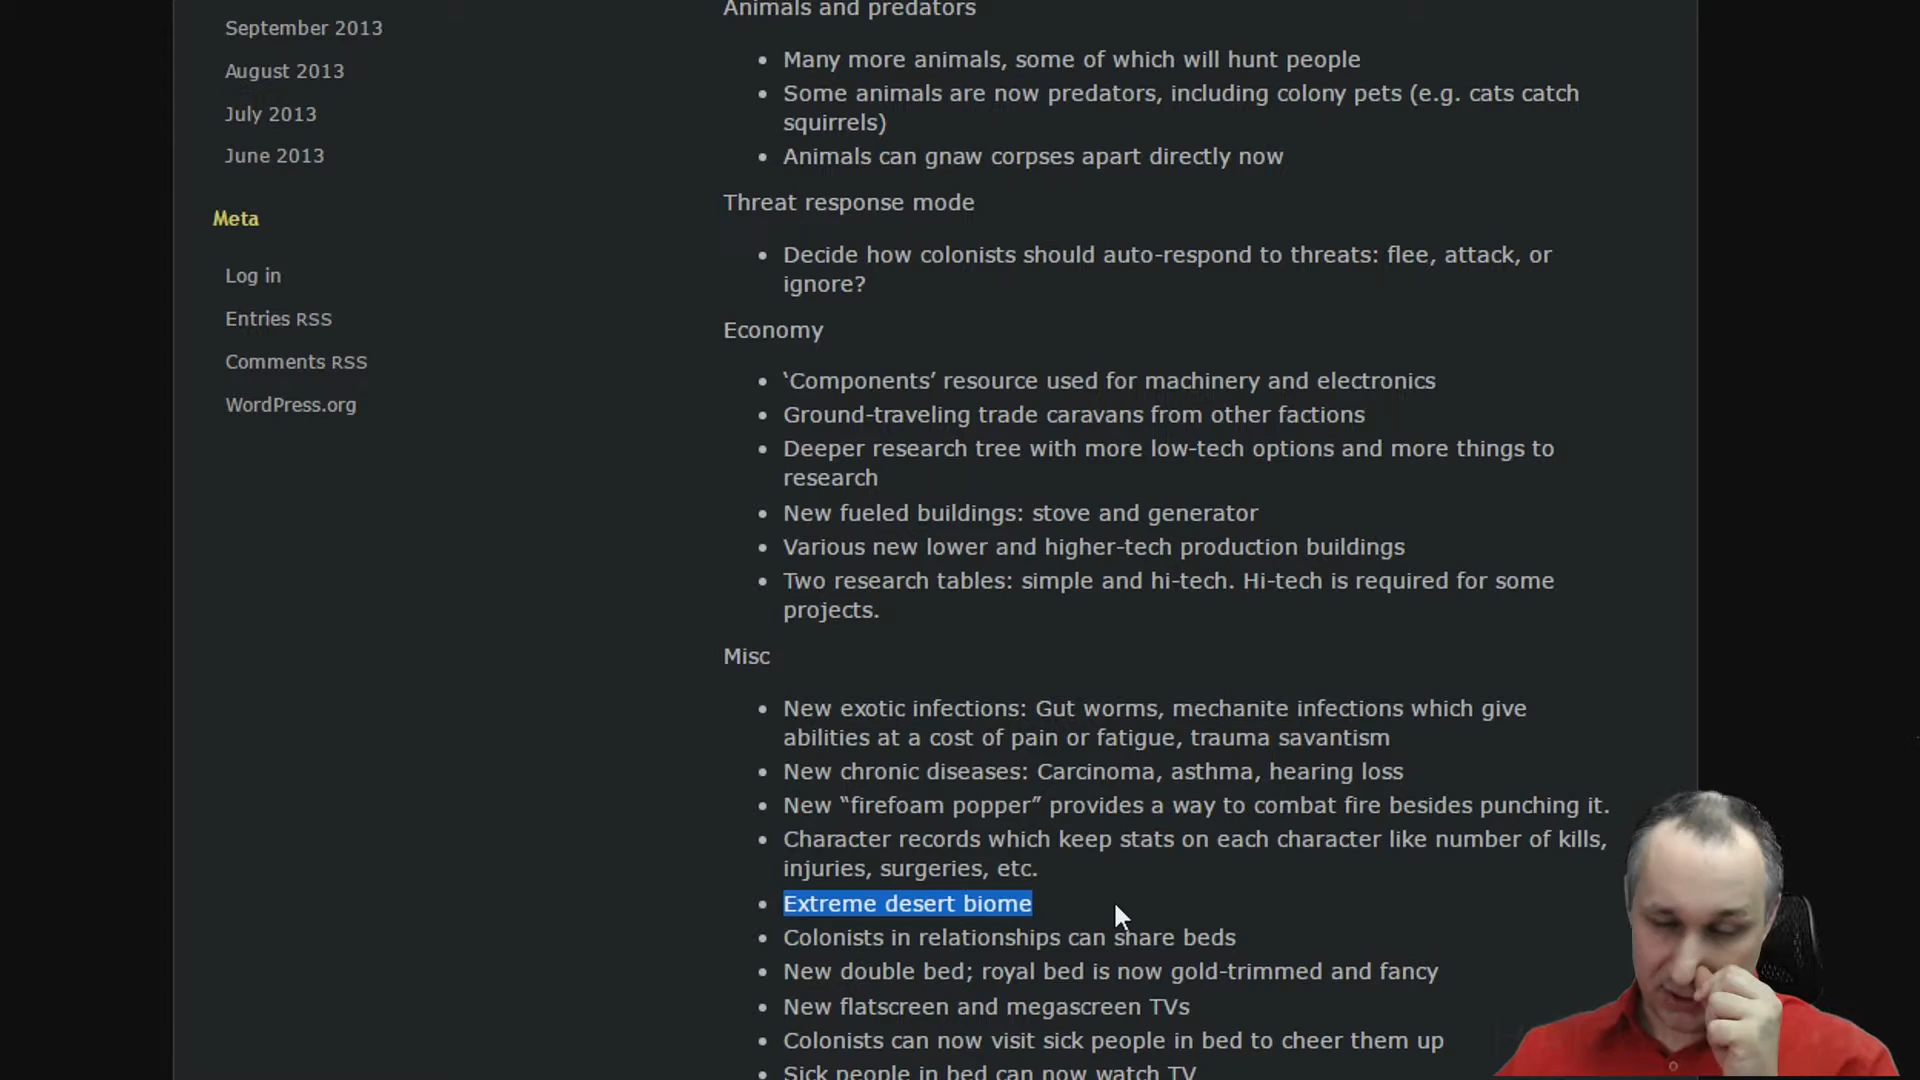 September 2013
August 2013
July 2013
June 2013
Meta
Log in
Entries RSS
Comments RSS
WordPress.org
Animals and predators
Many more animals, some of which will hunt people
Some animals are now predators, including colony pets (e.g. cats catch
squirrels)
Animals can gnaw corpses apart directly now
Threat response mode
Decide how colonists should auto-respond to threats: flee, attack, or
ignore?
Economy
‘Components’ resource used for machinery and electronics
Ground-traveling trade caravans from other factions
Deeper research tree with more low-tech options and more things to
research
New fueled buildings: stove and generator
Various new lower and higher-tech production buildings
Two research tables: simple and hi-tech. Hi-tech is required for some
projects.
Misc
New exotic infections: Gut worms, mechanite infections which give
abilities at a cost of pain or fatigue, trauma savantism
New chronic diseases: Carcinoma, asthma, hearing loss
New “firefoam popper” provides a way to combat fire besides punching it.
Character records which keep stats on each character like number of kills,
injuries, surgeries, etc.
Extreme desert biome
Colonists in relationships can share beds
New double bed; royal bed is now gold-trimmed and fancy
New flatscreen and megascreen TVs
Colonists can now visit sick people in bed to cheer them up
Sick people in bed can now watch TV